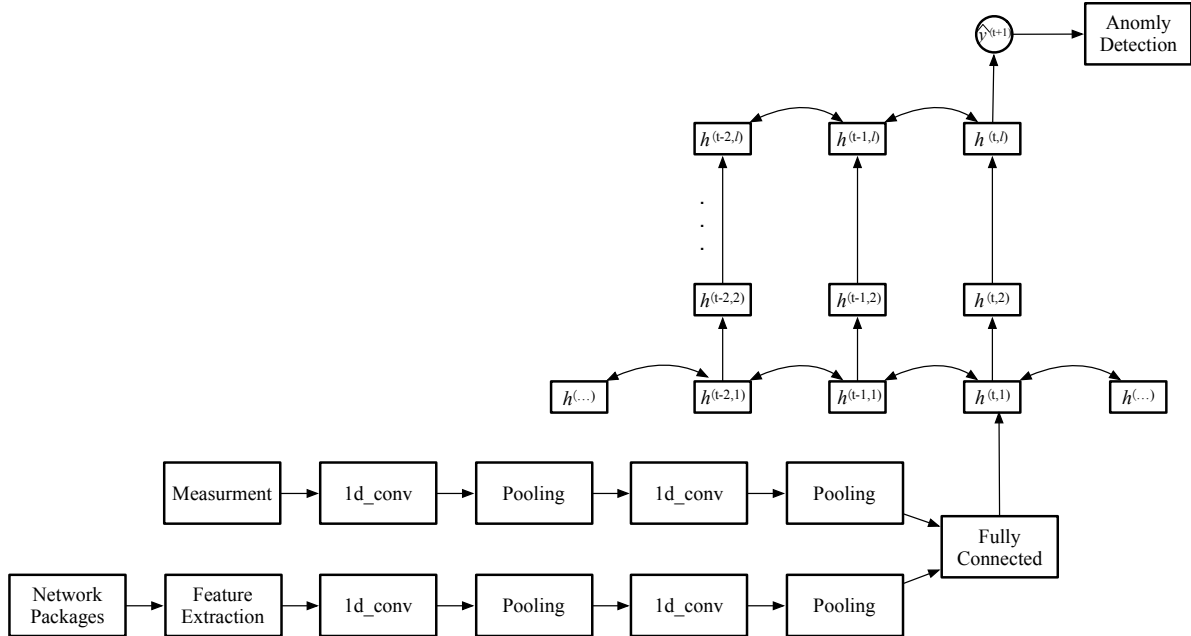 ŷ(t+1)
Anomly
Detection
h(t-2,l)
h(t-1,l)
h(t,l)
. . .
h(t-2,2)
h(t-1,2)
h(t,2)
h(...)
h(t-2,1)
h(t-1,1)
h(t,1)
h(...)
Measurment
1d_conv
Pooling
1d_conv
Pooling
Fully
Connected
Network
Packages
Feature
Extraction
1d_conv
Pooling
1d_conv
Pooling